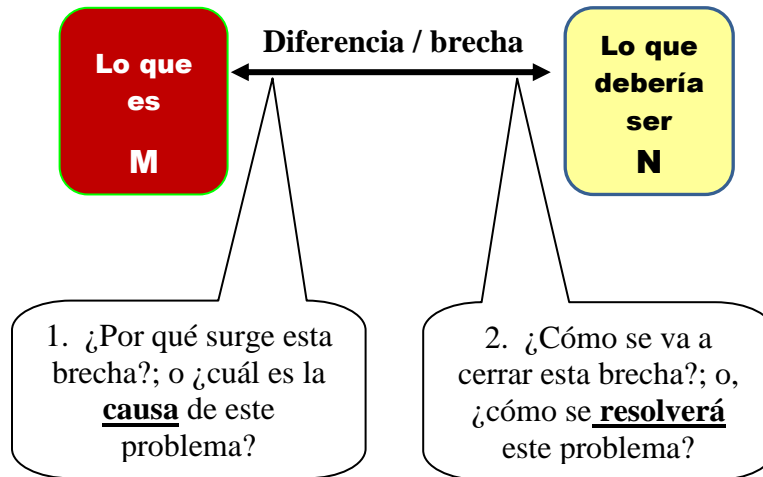 Diferencia / brecha
Lo que
es
M
Lo que
debería
ser
N
1. ¿Por qué surge esta
brecha?; o ¿cuál es la
causa de este
problema?
2. ¿Cómo se va a
cerrar esta brecha?; o,
¿cómo se resolverá
este problema?